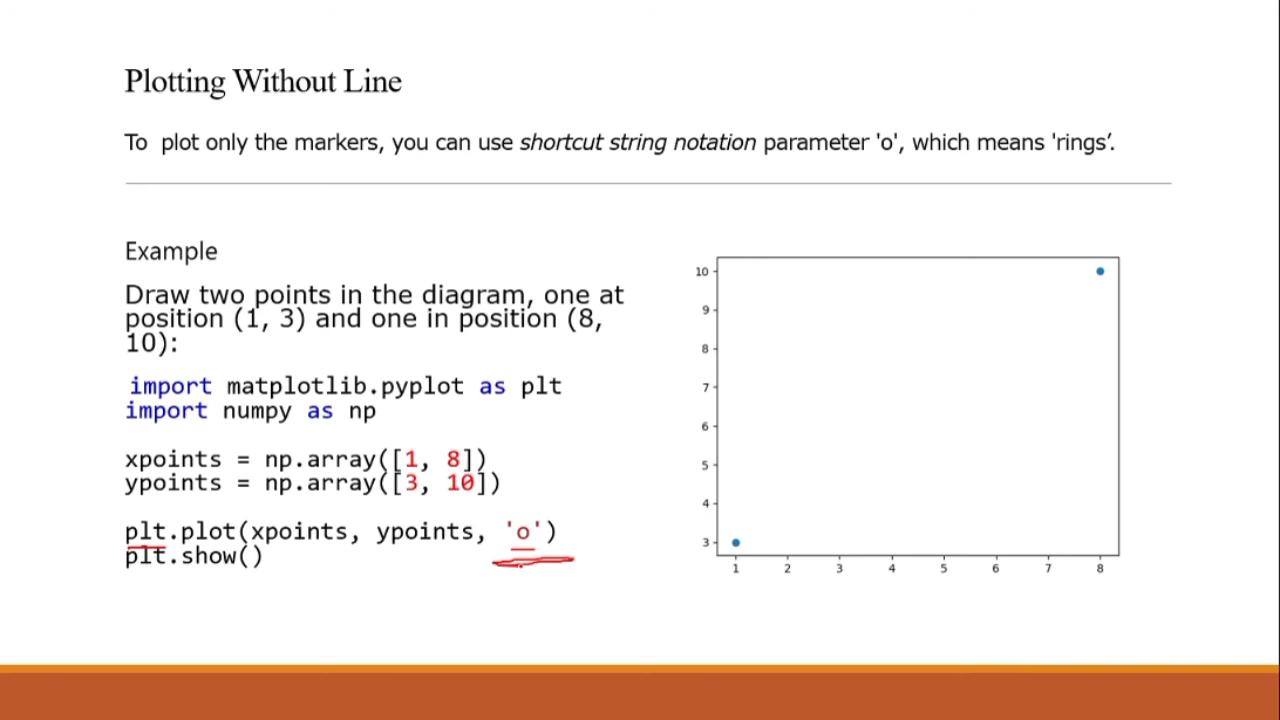 Plotting Without Line
To  plot only the markers, you can use shortcut string notation parameter 'o', which means 'rings’.
Example
Draw two points in the diagram, one at
position (1, 3) and one in position (8,
10):
import matplotlib.pyplot as plt
import numpy as np
xpoints = np.array([1, 8])
ypoints = np.array([3, 10])
plt.plot(xpoints, ypoints, 'o')
plt.show()
10
9
8
7
6
5
4
3
1 2 3 4 5 6 7 8